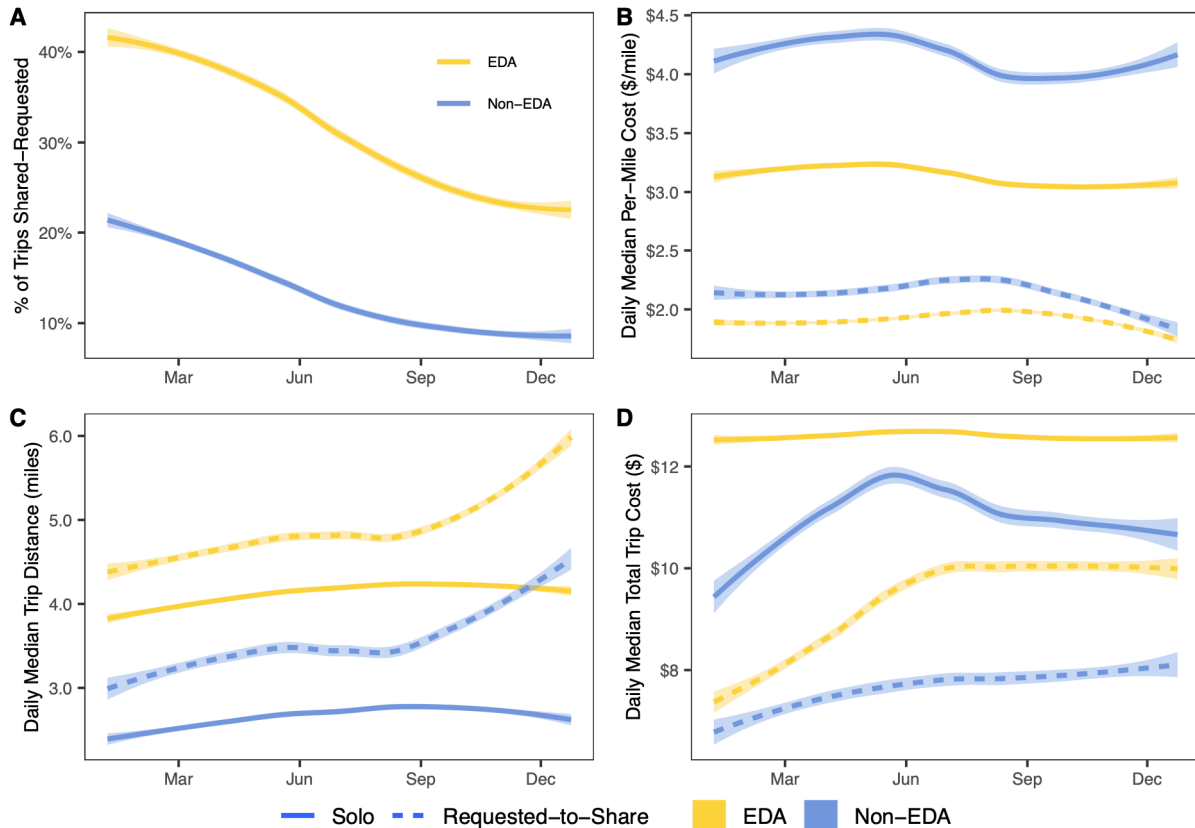 A
% of Trips Shared−Requested
40%
30%
20%
10%
EDA
Non−EDA
Mar
Jun
Sep
Dec
B
Daily Median Per−Mile Cost ($/mile)
$4.5
$4.0
$3.5
$3.0
$2.5
$2.0
Mar
Jun
Sep
Dec
C
Daily Median Trip Distance (miles)
6.0
5.0
4.0
3.0
Mar
Jun
Sep
Dec
D
Daily Median Total Trip Cost ($)
$12
$10
$8
Mar
Jun
Sep
Dec
Solo
Requested−to−Share
EDA
Non−EDA